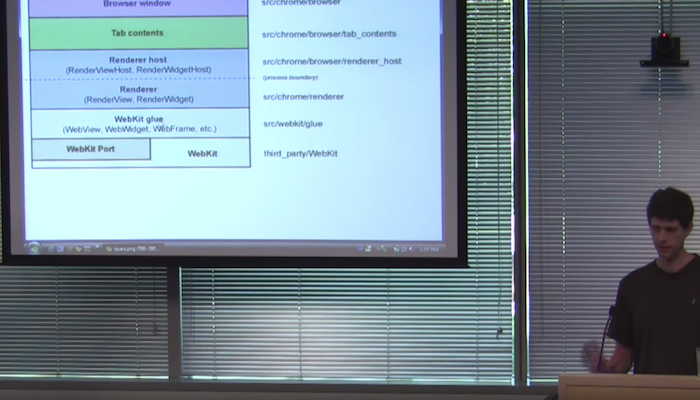 Browser window
src/chrome/browser
Tab contents
src/chrome/browser/tab_contents
Renderer host
(RenderViewHost, RenderWidgetHost)
src/chrome/browser/renderer_host
(process boundary)
Renderer
(RenderView, RenderWidget)
src/chrome/renderer
WebKit glue
(WebView, WebWidget, WebFrame, etc.)
src/webkit/glue
WebKit Port
WebKit
third_party/WebKit